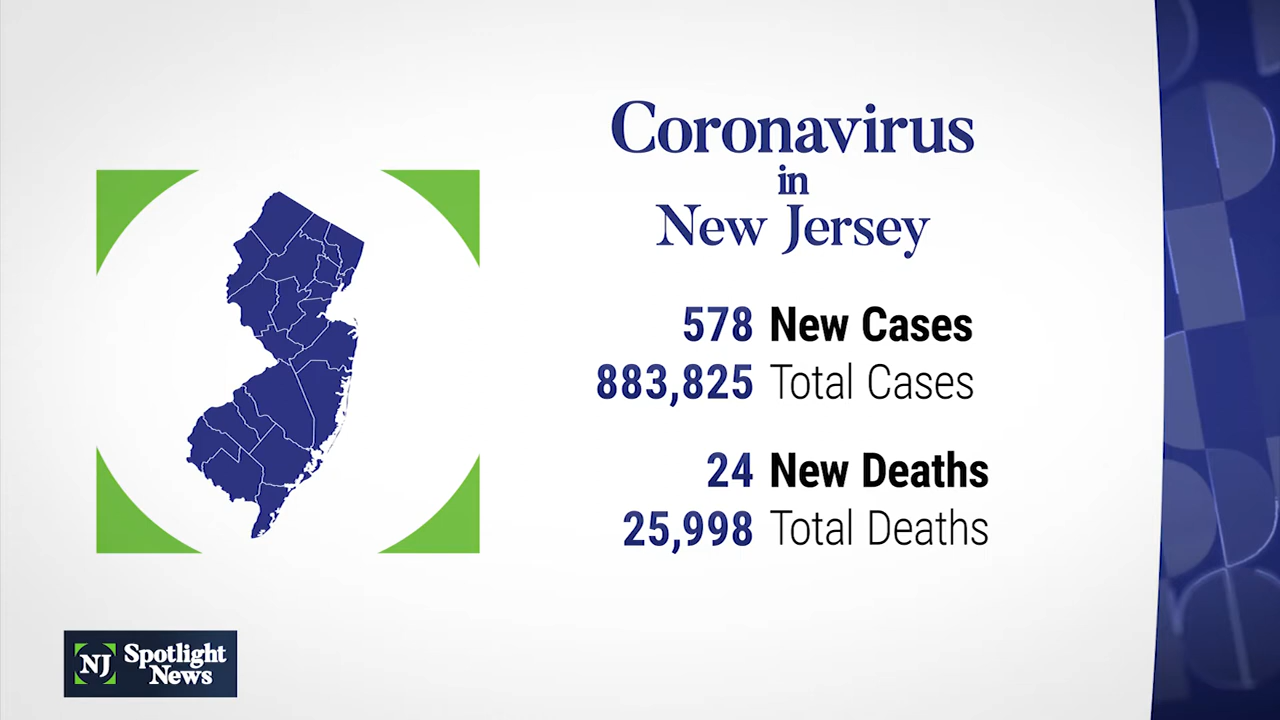 Coronavirus
in
New Jersey
578 New Cases
883,825 Total Cases
24 New Deaths
25,998 Total Deaths
NJ Spotlight
News